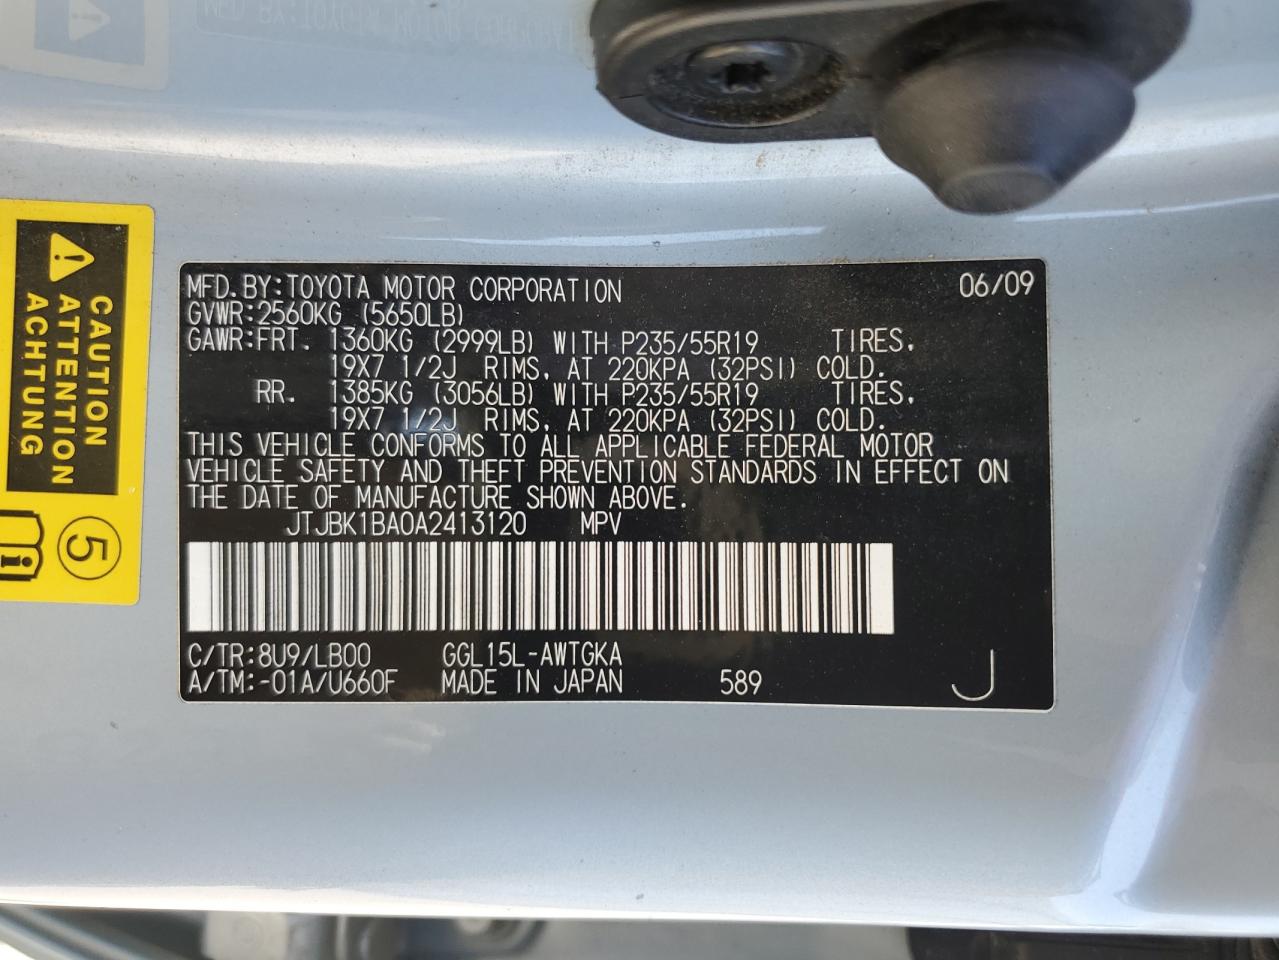 MFD.BY:TOYOTA MOTOR CORPORATION 06/09
GVWR:2560KG (5650LB)
GAWR:FRT. 1360KG (2999LB) WITH P235/55R19 TIRES,
19X7 1/2J RIMS, AT 220KPA (32PSI) COLD.
RR. 1385KG (3056LB) WITH P235/55R19 TIRES,
19X7 1/2J RIMS, AT 220KPA (32PSI) COLD.
THIS VEHICLE CONFORMS TO ALL APPLICABLE FEDERAL MOTOR
VEHICLE SAFETY AND THEFT PREVENTION STANDARDS IN EFFECT ON
THE DATE OF MANUFACTURE SHOWN ABOVE.
JTJBK1BA0A2413120 MPV
C/TR:8U9/LB00 GGL15L-AWTGKA
A/TM:-01A/U660F MADE IN JAPAN 589 J
CAUTION
ATTENTION
ACHTUNG
5